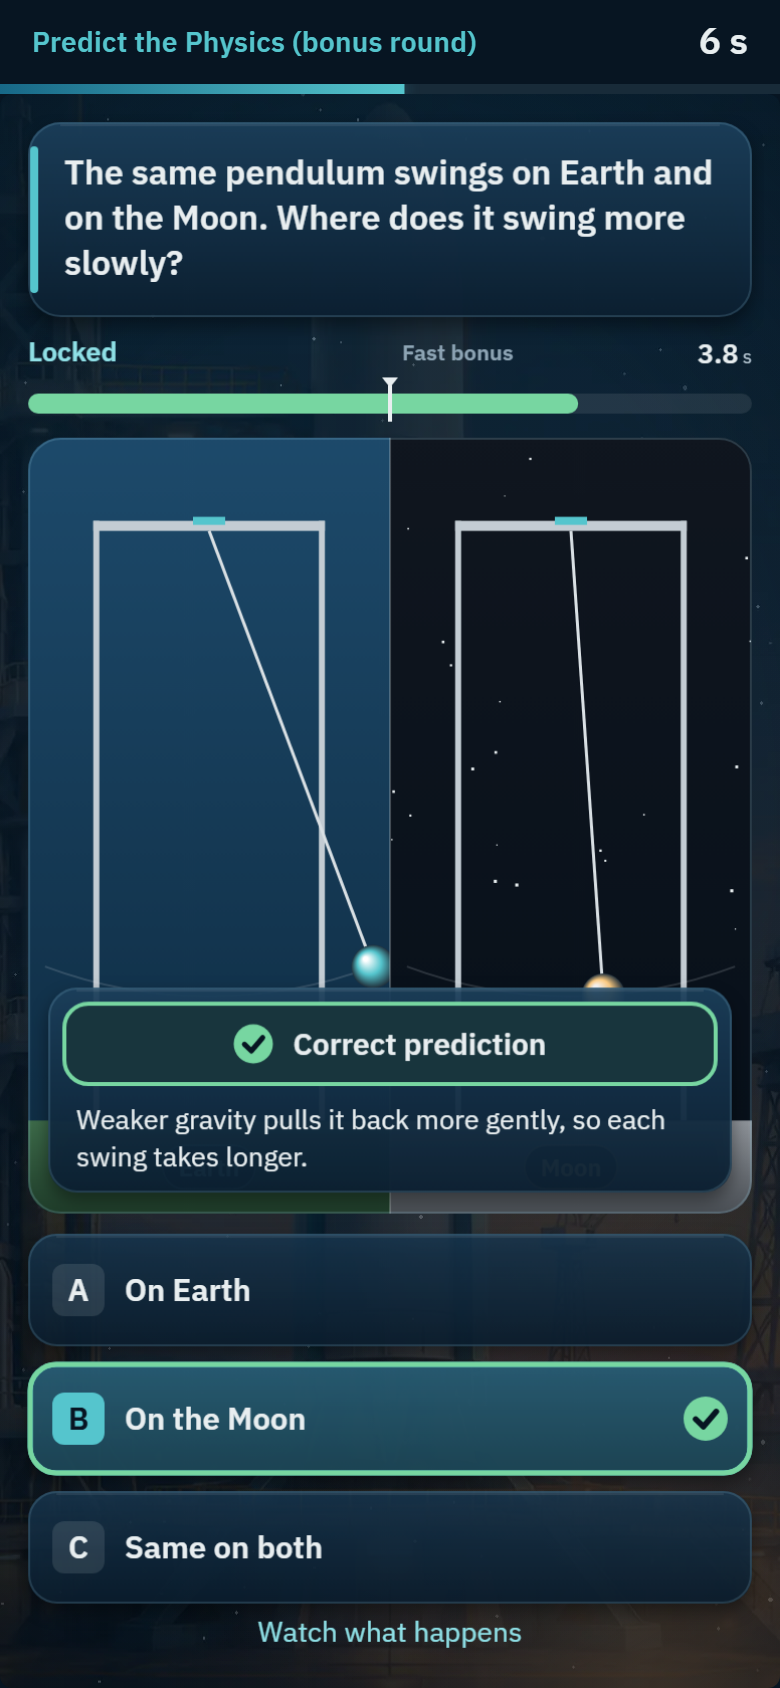 Predict the Physics (bonus round)
6 s
The same pendulum swings on Earth and
on the Moon. Where does it swing more
slowly?
Locked
Fast bonus
3.8 s
Correct prediction
Weaker gravity pulls it back more gently, so each
swing takes longer.
Earth
Moon
A
On Earth
B
On the Moon
C
Same on both
Watch what happens